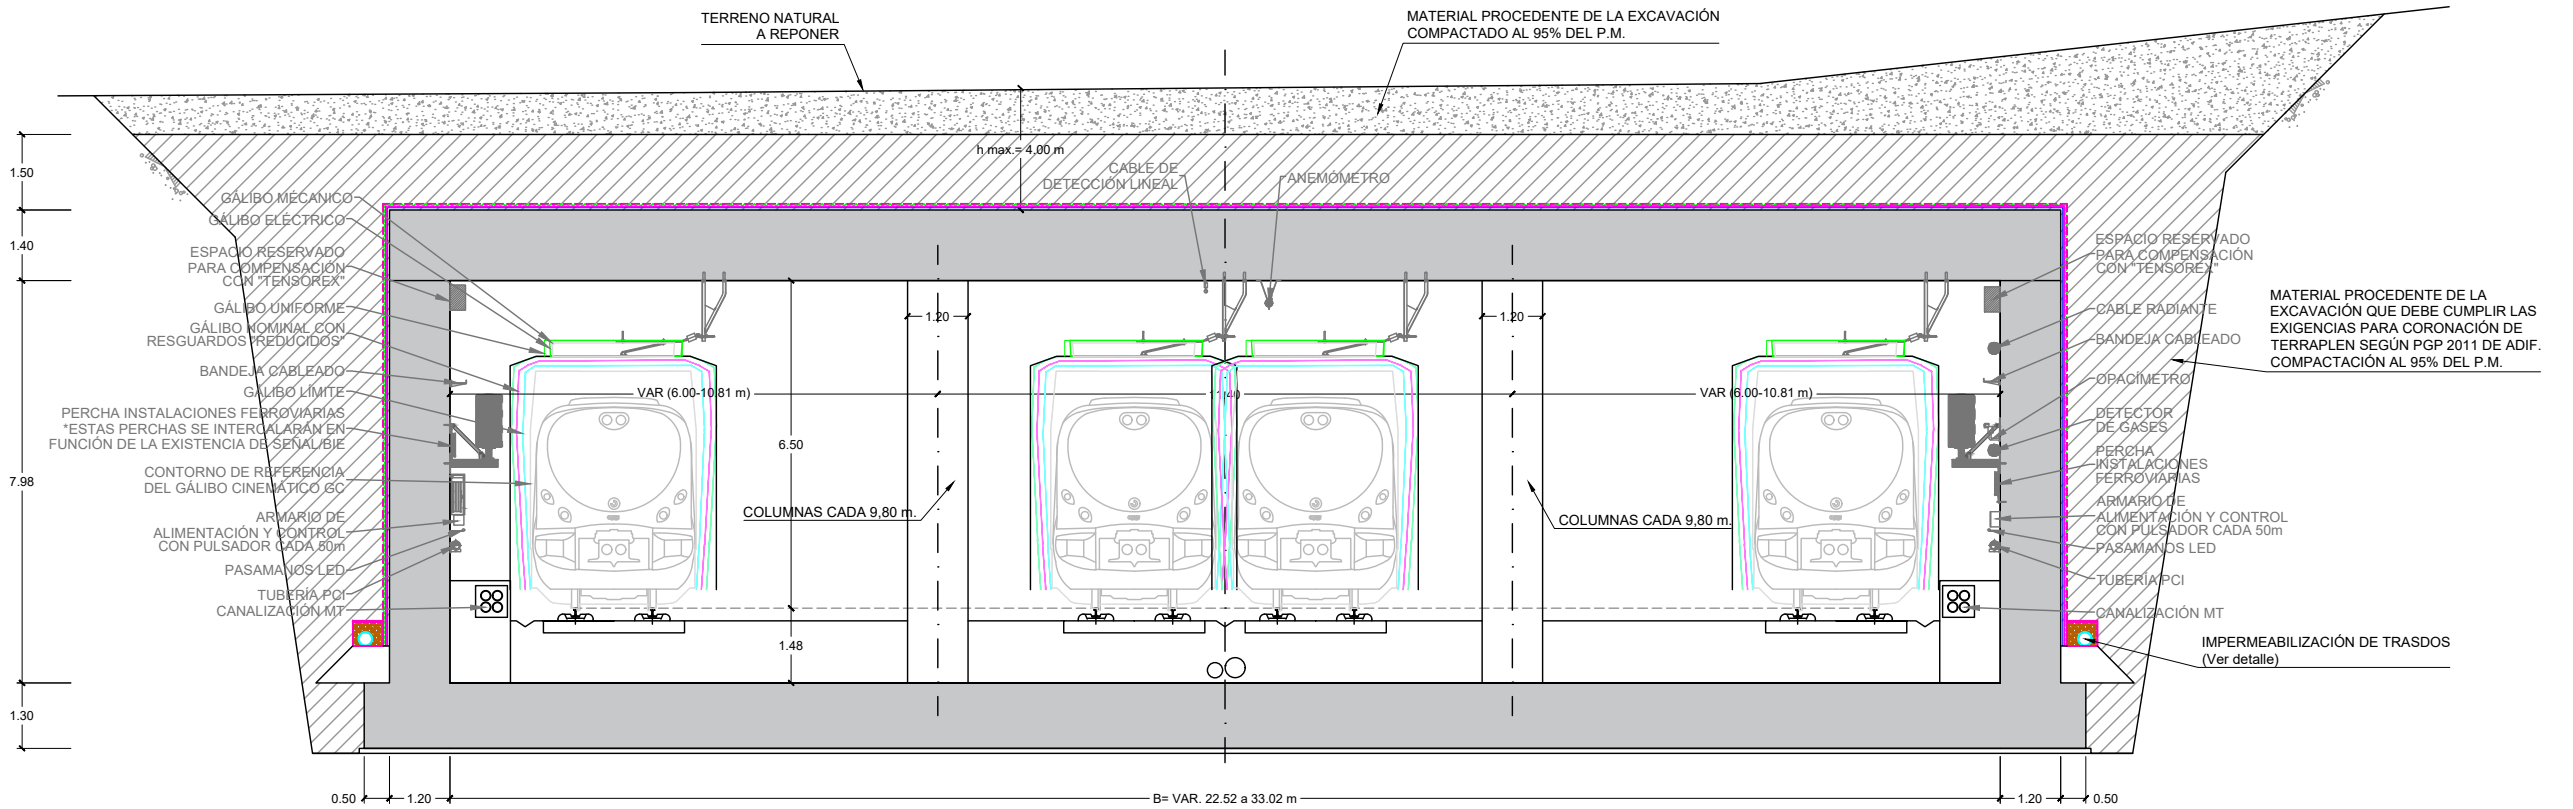 TERRENO NATURAL
A REPONER
MATERIAL PROCEDENTE DE LA EXCAVACIÓN
COMPACTADO AL 95% DEL P.M.
h max.= 4.00 m
CABLE DE
DETECCIÓN LINEAL
ANEMÓMETRO
1.50
1.40
7.98
1.30
GÁLIBO MÉCANICO
GÁLIBO ELÉCTRICO
ESPACIO RESERVADO
PARA COMPENSACIÓN
CON "TENSOREX"
GÁLIBO UNIFORME
GÁLIBO NOMINAL CON
RESGUARDOS "REDUCIDOS"
BANDEJA CABLEADO
GÁLIBO LÍMITE
PERCHA INSTALACIONES FERROVIARIAS
*ESTAS PERCHAS SE INTERCALARÁN EN
FUNCIÓN DE LA EXISTENCIA DE SEÑAL/BIE
CONTORNO DE REFERENCIA
DEL GÁLIBO CINEMÁTICO GC
ARMARIO DE
ALIMENTACIÓN Y CONTROL
CON PULSADOR CADA 50m
PASAMANOS LED
TUBERÍA PCI
CANALIZACIÓN MT
1.20
1.20
VAR (6.00-10.81 m)
VAR (6.00-10.81 m)
6.50
1.48
COLUMNAS CADA 9,80 m.
COLUMNAS CADA 9,80 m.
ESPACIO RESERVADO
PARA COMPENSACIÓN
CON "TENSOREX"
CABLE RADIANTE
BANDEJA CABLEADO
OPACÍMETRO
DETECTOR
DE GASES
PERCHA
INSTALACIONES
FERROVIARIAS
ARMARIO DE
ALIMENTACIÓN Y CONTROL
CON PULSADOR CADA 50m
PASAMANOS LED
TUBERÍA PCI
CANALIZACIÓN MT
MATERIAL PROCEDENTE DE LA
EXCAVACIÓN QUE DEBE CUMPLIR LAS
EXIGENCIAS PARA CORONACIÓN DE
TERRAPLEN SEGÚN PGP 2011 DE ADIF.
COMPACTACIÓN AL 95% DEL P.M.
IMPERMEABILIZACIÓN DE TRASDOS
(Ver detalle)
0.50
1.20
B= VAR. 22.52 a 33.02 m
1.20
0.50